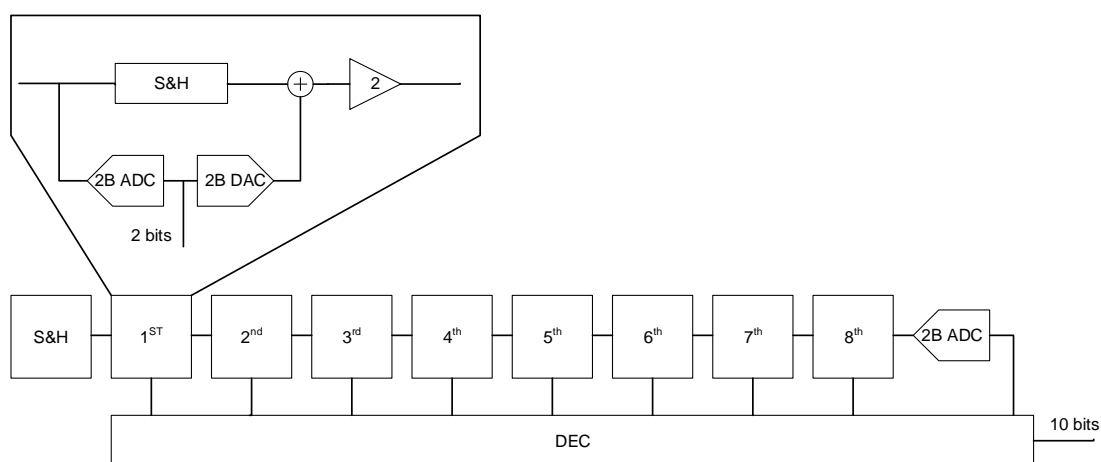 S&H
2
2B ADC
2B DAC
2 bits
S&H
1ST
2nd
3rd
4th
5th
6th
7th
8th
2B ADC
DEC
10 bits